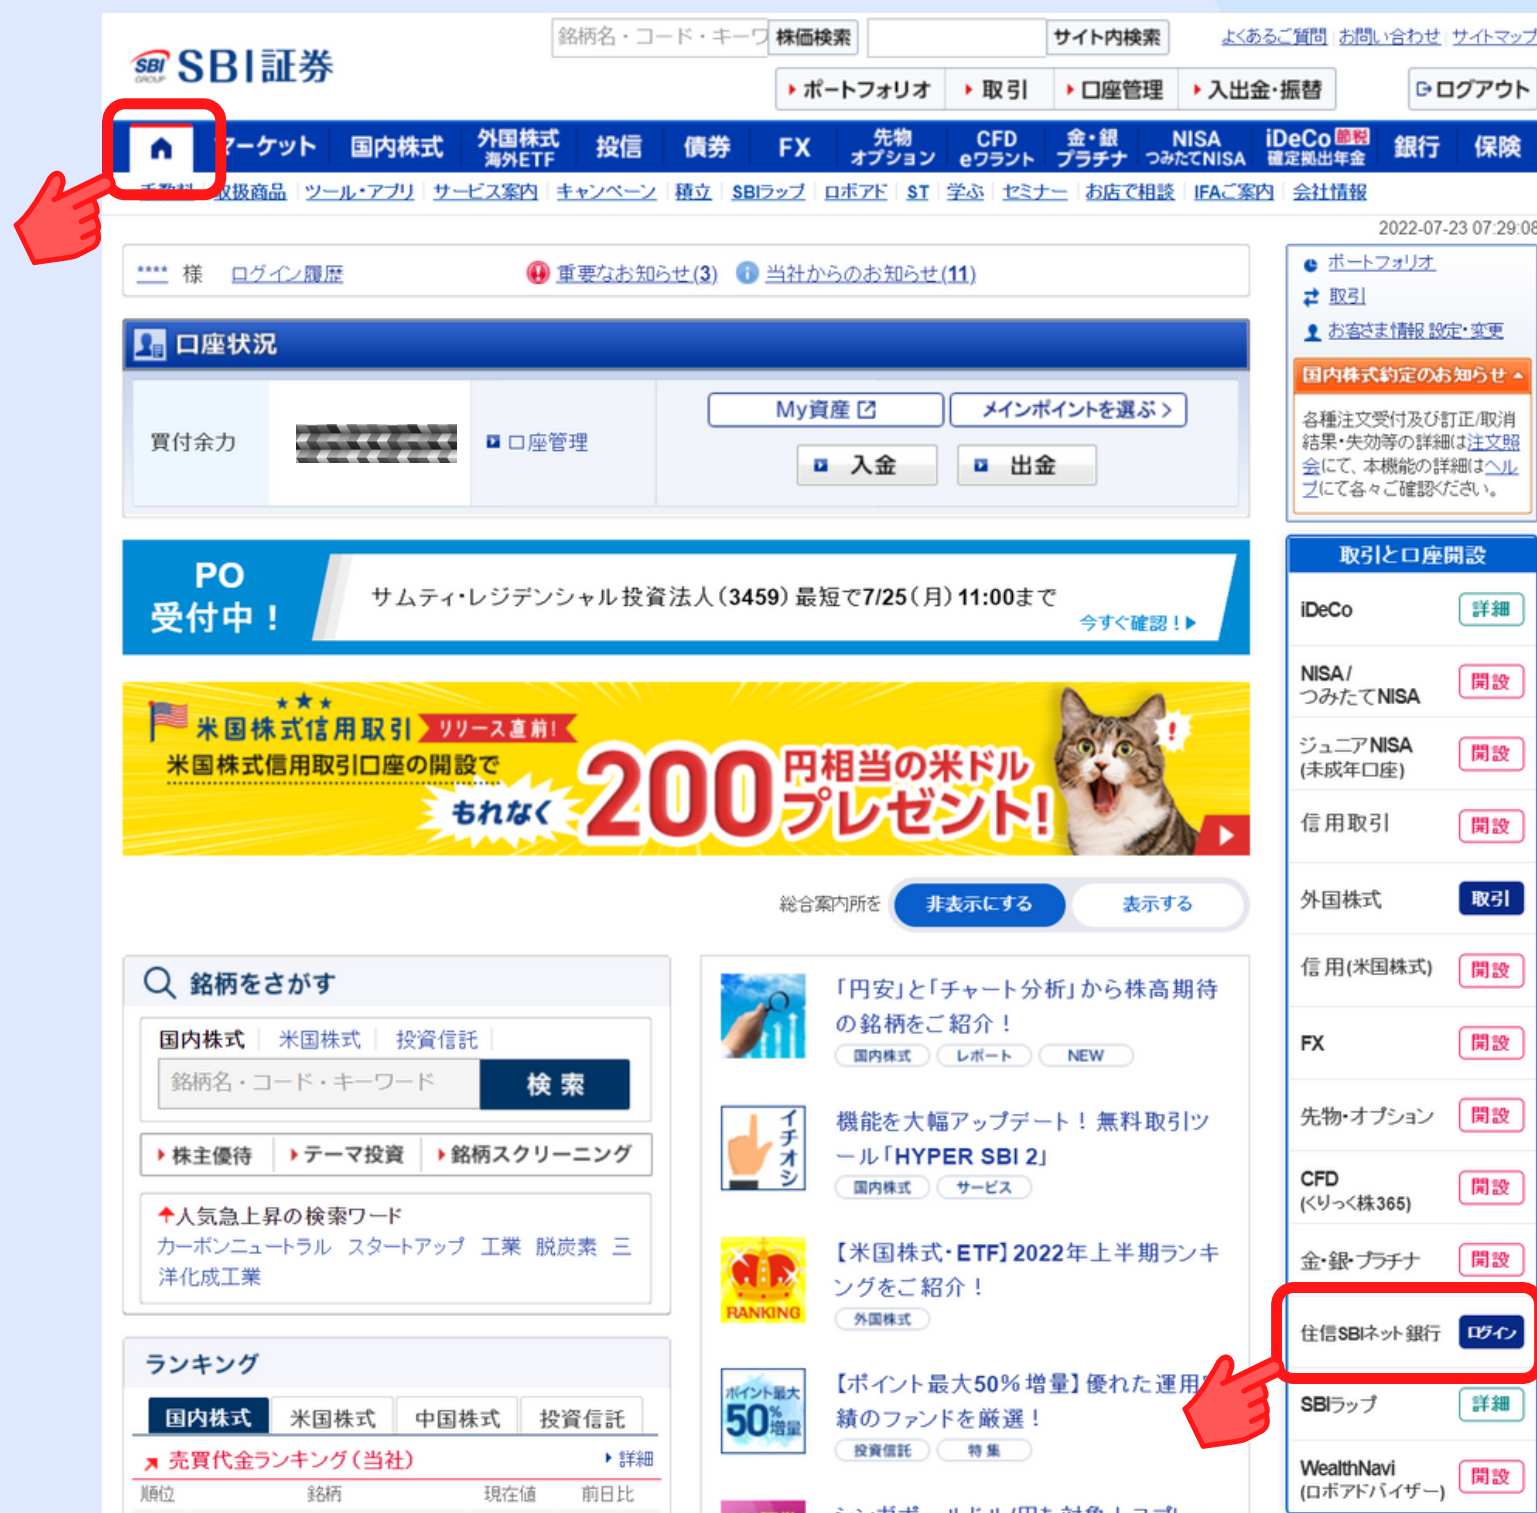 銘柄名・コード・キーワ 株価検索 サイト内検索 よくあるご質問 お問い合わせ サイトマップ
SBI GROUP SBI証券
ポートフォリオ 取引 口座管理 入出金・振替 ログアウト
マーケット 国内株式 外国株式 海外ETF 投信 債券 FX 先物 オプション CFD eワラント 金・銀 プラチナ NISA つみたてNISA iDeCo 節税 確定拠出年金 銀行 保険
手数料 取扱商品 ツール・アプリ サービス案内 キャンペーン 積立 SBIラップ ロボアド ST 学ぶ セミナー お店で相談 IFAご案内 会社情報
2022-07-23 07:29:08
**** 様 ログイン履歴 重要なお知らせ(3) 当社からのお知らせ(11)
口座状況
買付余力 口座管理
My資産 メインポイントを選ぶ >
入金 出金
PO
受付中！
サムティ・レジデンシャル投資法人（3459）最短で7/25（月）11:00まで
今すぐ確認！
米国株式信用取引 リリース直前!
米国株式信用取引口座の開設で
もれなく 200 円相当の米ドル
プレゼント!
!
総合案内所を 非表示にする 表示する
銘柄をさがす
国内株式 米国株式 投資信託
銘柄名・コード・キーワード 検索
株主優待 テーマ投資 銘柄スクリーニング
人気急上昇の検索ワード
カーボンニュートラル スタートアップ 工業 脱炭素 三
洋化成工業
ランキング
国内株式 米国株式 中国株式 投資信託
売買代金ランキング（当社） 詳細
順位 銘柄 現在値 前日比
「円安」と「チャート分析」から株高期待
の銘柄をご紹介！
国内株式 レポート NEW
イチオシ
機能を大幅アップデート！無料取引ツ
ール「HYPER SBI 2」
国内株式 サービス
RANKING
【米国株式・ETF】2022年上半期ランキ
ングをご紹介！
外国株式
ポイント最大
50%増量
【ポイント最大50%増量】優れた運用
績のファンドを厳選！
投資信託 特集
ポートフォリオ
取引
お客さま情報 設定・変更
国内株式約定のお知らせ
各種注文受付及び訂正/取消
結果・失効等の詳細は注文照
会にて、本機能の詳細はヘル
プにて各々ご確認ください。
取引と口座開設
iDeCo 詳細
NISA/
つみたてNISA 開設
ジュニアNISA
(未成年口座) 開設
信用取引 開設
外国株式 取引
信用(米国株式) 開設
FX 開設
先物・オプション 開設
CFD
(くりっく株365) 開設
金・銀・プラチナ 開設
住信SBIネット銀行 ログイン
SBIラップ 詳細
WealthNavi
(ロボアドバイザー) 開設